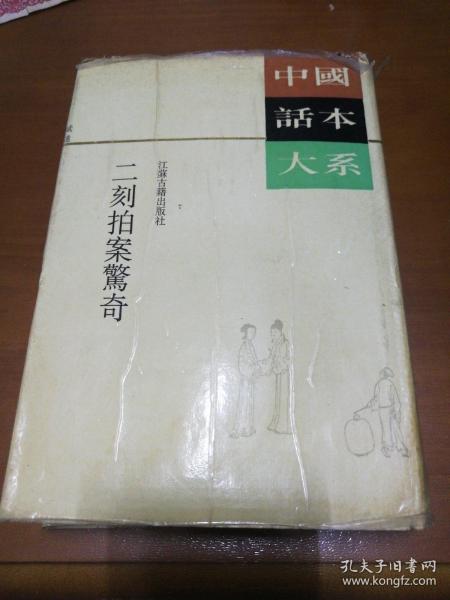 中國
話本
大系
江蘇古籍出版社
二刻拍案驚奇
孔夫子旧书网
www.kongfz.com